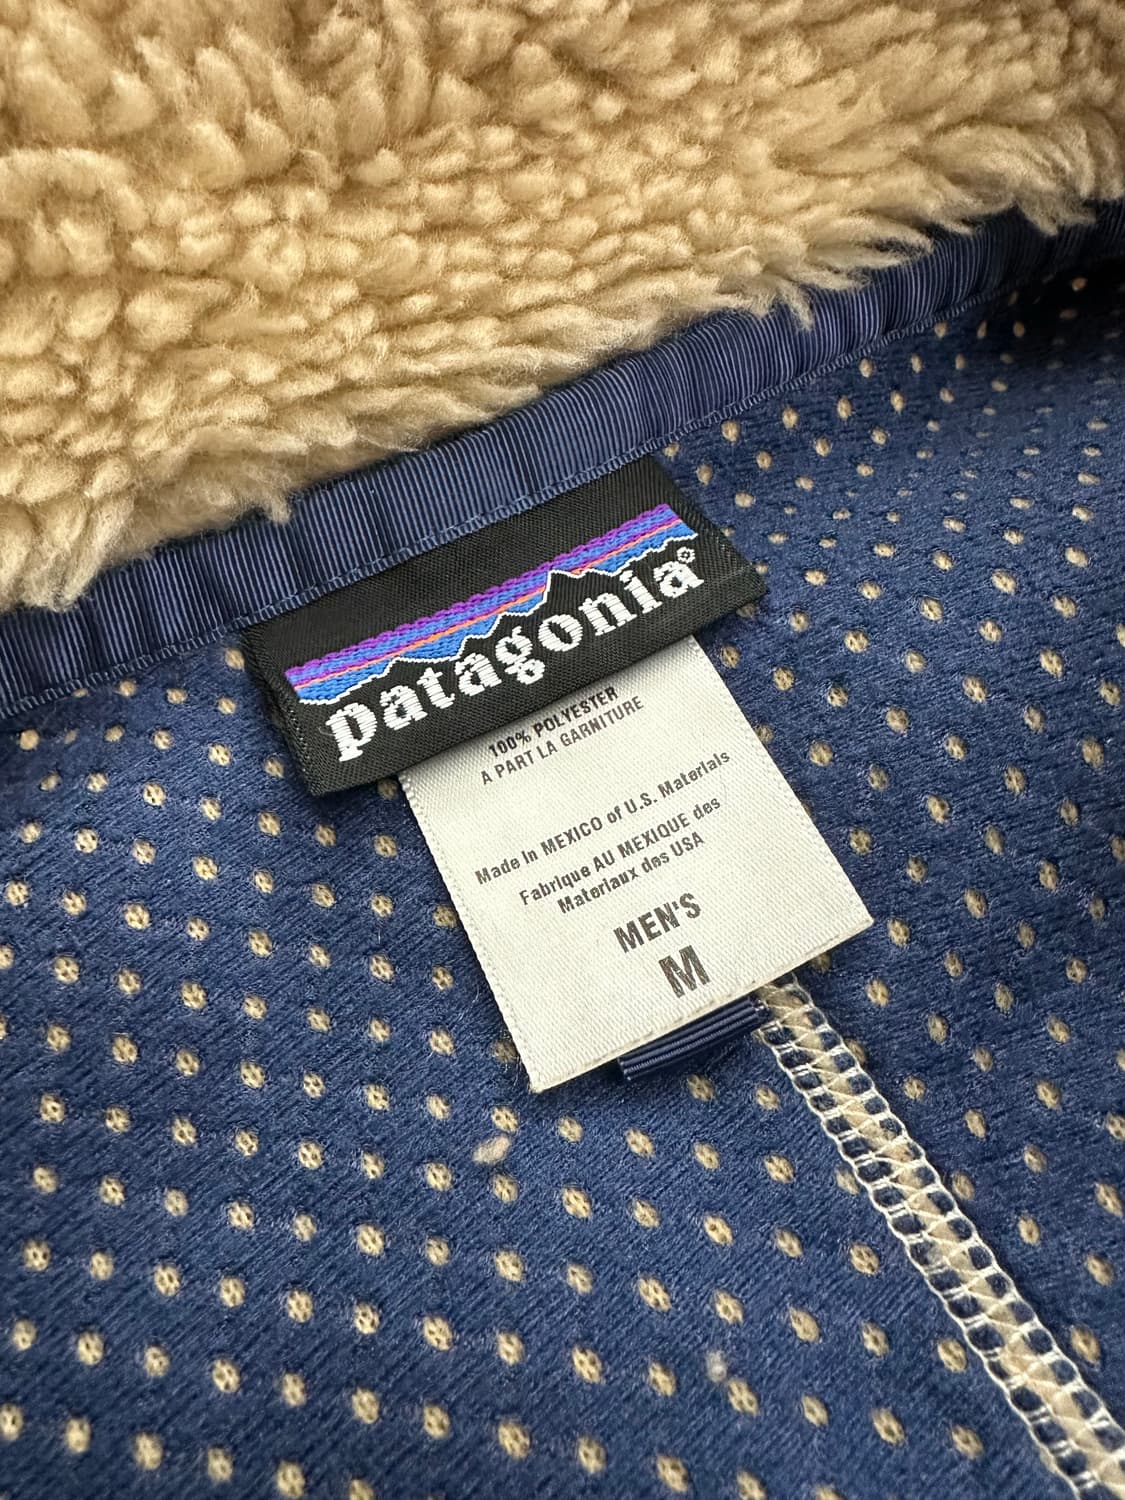 patagonia®
100% POLYESTER
A PART LA GARNITURE
Made in MEXICO of U.S. Materials
Fabrique AU MEXIQUE des
Materiaux des USA
MEN'S
M